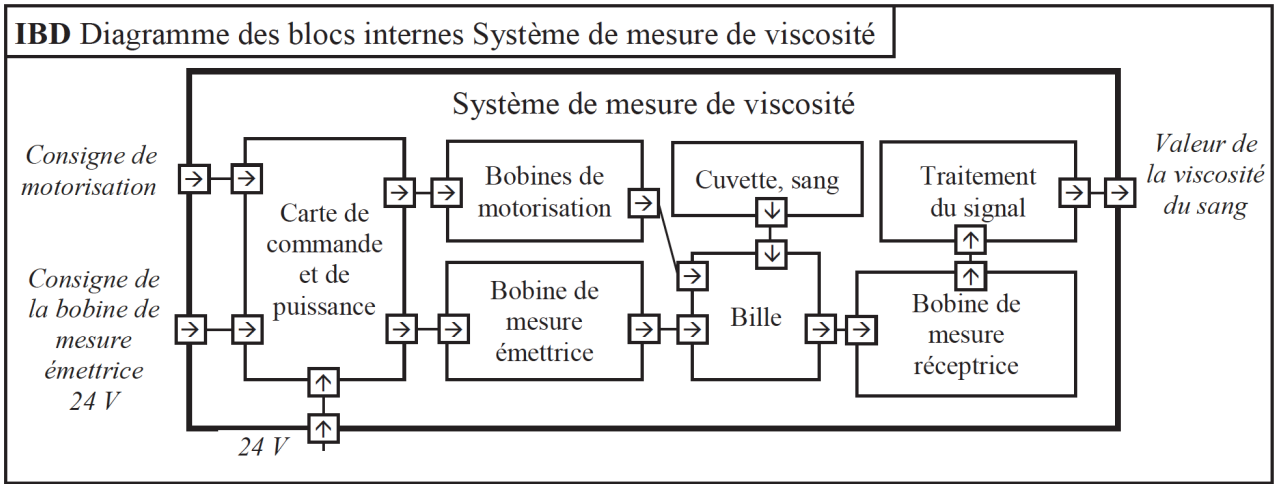 IBD Diagramme des blocs internes Système de mesure de viscosité
Système de mesure de viscosité
Consigne de
motorisation
Consigne de
la bobine de
mesure
émettrice
24 V
24 V
Carte de
commande
et de
puissance
Bobines de
motorisation
Bobine de
mesure
émettrice
Cuvette, sang
Bille
Traitement
du signal
Bobine de
mesure
réceptrice
Valeur de
la viscosité
du sang